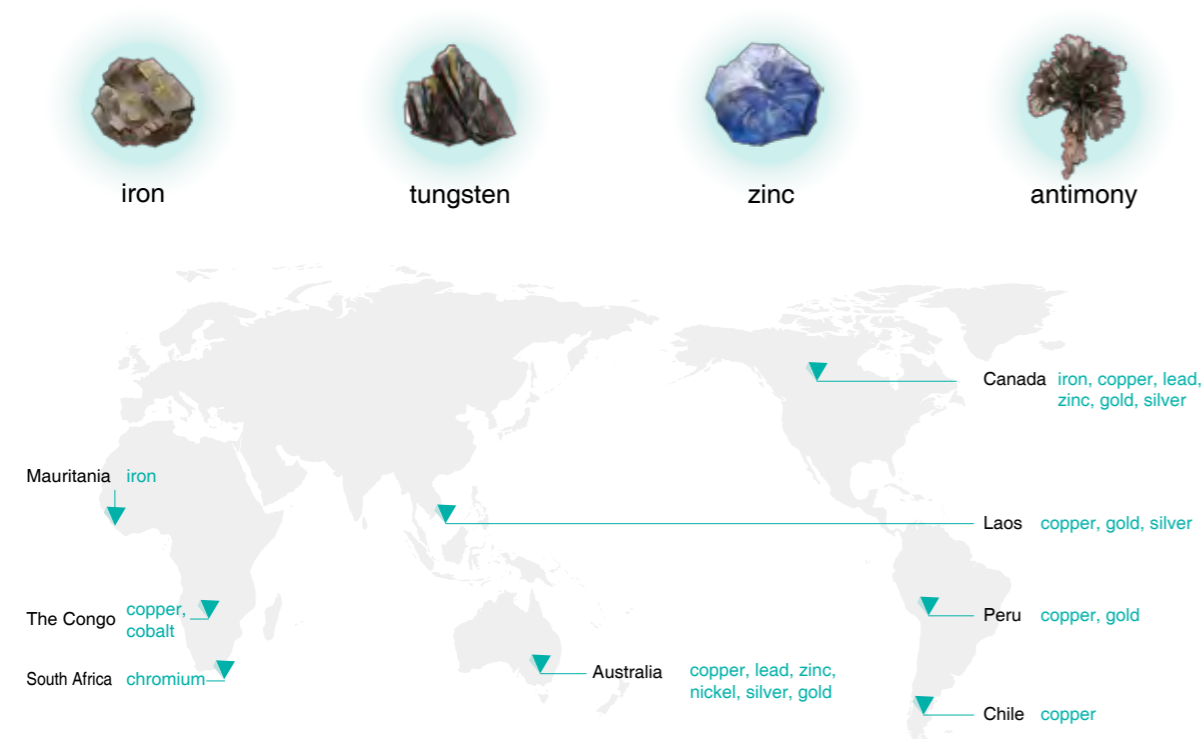 iron
tungsten
zinc
antimony
Canada iron, copper, lead,
zinc, gold, silver
Mauritania iron
Laos copper, gold, silver
The Congo copper,
cobalt
Peru copper, gold
South Africa chromium
Australia copper, lead, zinc,
nickel, silver, gold
Chile copper